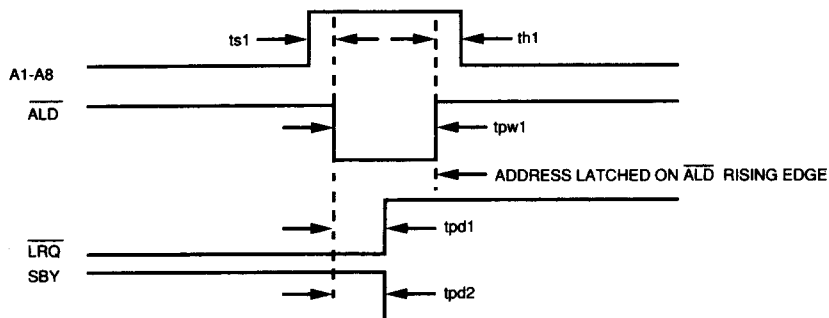 ts1
th1
A1-A8
ALD
tpw1
ADDRESS LATCHED ON ALD RISING EDGE
tpd1
LRQ
SBY
tpd2